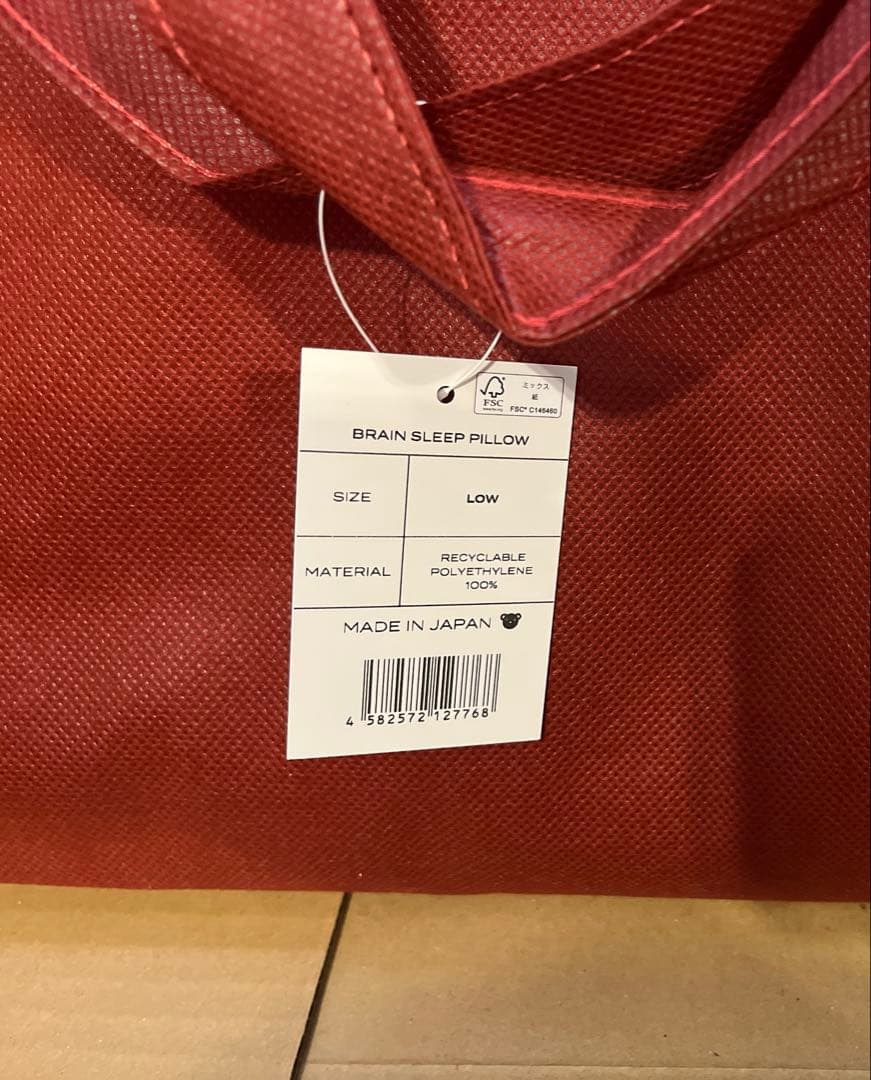 FSC
ミックス
紙
FSC® C146460
BRAIN SLEEP PILLOW
SIZE
LOW
MATERIAL
RECYCLABLE
POLYETHYLENE
100%
MADE IN JAPAN
4 582572 127768